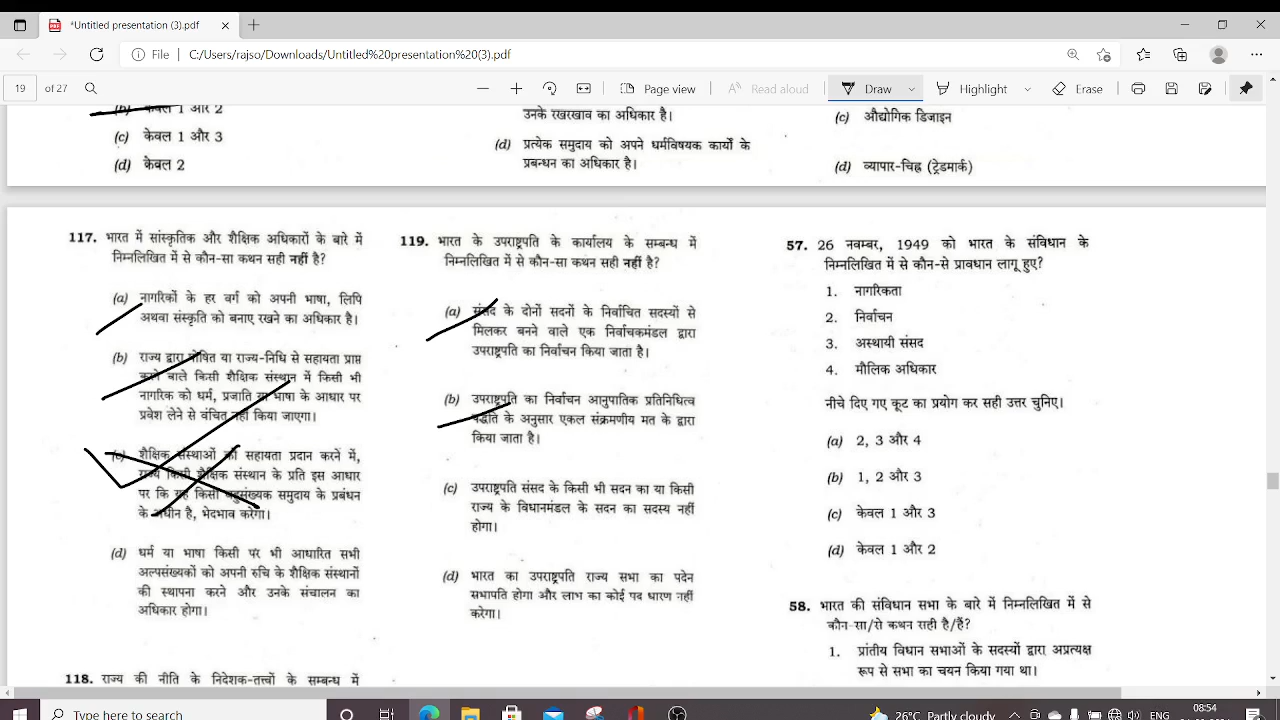 *Untitled presentation (3).pdf
File
C:/Users/rajso/Downloads/Untitled%20presentation%20(3).pdf
19 of 27
Page view
Read aloud
Draw
Highlight
Erase
(b) केवल 1 और 2
(c) केवल 1 और 3
(d) केवल 2
उनके रखरखाव का अधिकार है।
(d) प्रत्येक समुदाय को अपने धर्मविषयक कार्यों के
प्रबन्धन का अधिकार है।
(c) औद्योगिक डिजाइन
(d) व्यापार-चिह्न (ट्रेडमार्क)
117. भारत में सांस्कृतिक और शैक्षिक अधिकारों के बारे में
निम्नलिखित में से कौन-सा कथन सही नहीं है?
(a) नागरिकों के हर वर्ग को अपनी भाषा, लिपि
अथवा संस्कृति को बनाए रखने का अधिकार है।
(b) राज्य द्वारा पोषित या राज्य-निधि से सहायता प्राप्त
करने वाले किसी शैक्षिक संस्थान में किसी भी
नागरिक को धर्म, प्रजाति या भाषा के आधार पर
प्रवेश लेने से वंचित नहीं किया जाएगा।
(c) शैक्षिक संस्थाओं को सहायता प्रदान करने में,
राज्य किसी शैक्षिक संस्थान के प्रति इस आधार
पर कि यह किसी बहुसंख्यक समुदाय के प्रबंधन
के अधीन है, भेदभाव करेगा।
(d) धर्म या भाषा किसी पर भी आधारित सभी
अल्पसंख्यकों को अपनी रुचि के शैक्षिक संस्थानों
की स्थापना करने और उनके संचालन का
अधिकार होगा।
118. राज्य की नीति के निदेशक-तत्त्वों के सम्बन्ध में
119. भारत के उपराष्ट्रपति के कार्यालय के सम्बन्ध में
निम्नलिखित में से कौन-सा कथन सही नहीं है?
(a) संसद के दोनों सदनों के निर्वाचित सदस्यों से
मिलकर बनने वाले एक निर्वाचकमंडल द्वारा
उपराष्ट्रपति का निर्वाचन किया जाता है।
(b) उपराष्ट्रपति का निर्वाचन आनुपातिक प्रतिनिधित्व
पद्धति के अनुसार एकल संक्रमणीय मत के द्वारा
किया जाता है।
(c) उपराष्ट्रपति संसद के किसी भी सदन का या किसी
राज्य के विधानमंडल के सदन का सदस्य नहीं
होगा।
(d) भारत का उपराष्ट्रपति राज्य सभा का पदेन
सभापति होगा और लाभ का कोई पद धारण नहीं
करेगा।
57. 26 नवम्बर, 1949 को भारत के संविधान के
निम्नलिखित में से कौन-से प्रावधान लागू हुए?
1. नागरिकता
2. निर्वाचन
3. अस्थायी संसद
4. मौलिक अधिकार
नीचे दिए गए कूट का प्रयोग कर सही उत्तर चुनिए।
(a) 2, 3 और 4
(b) 1, 2 और 3
(c) केवल 1 और 3
(d) केवल 1 और 2
58. भारत की संविधान सभा के बारे में निम्नलिखित में से
कौन-सा/से कथन सही है/हैं?
1. प्रांतीय विधान सभाओं के सदस्यों द्वारा अप्रत्यक्ष
रूप से सभा का चयन किया गया था।
Type here to search
26°C Partly cloudy
ENG
08:54